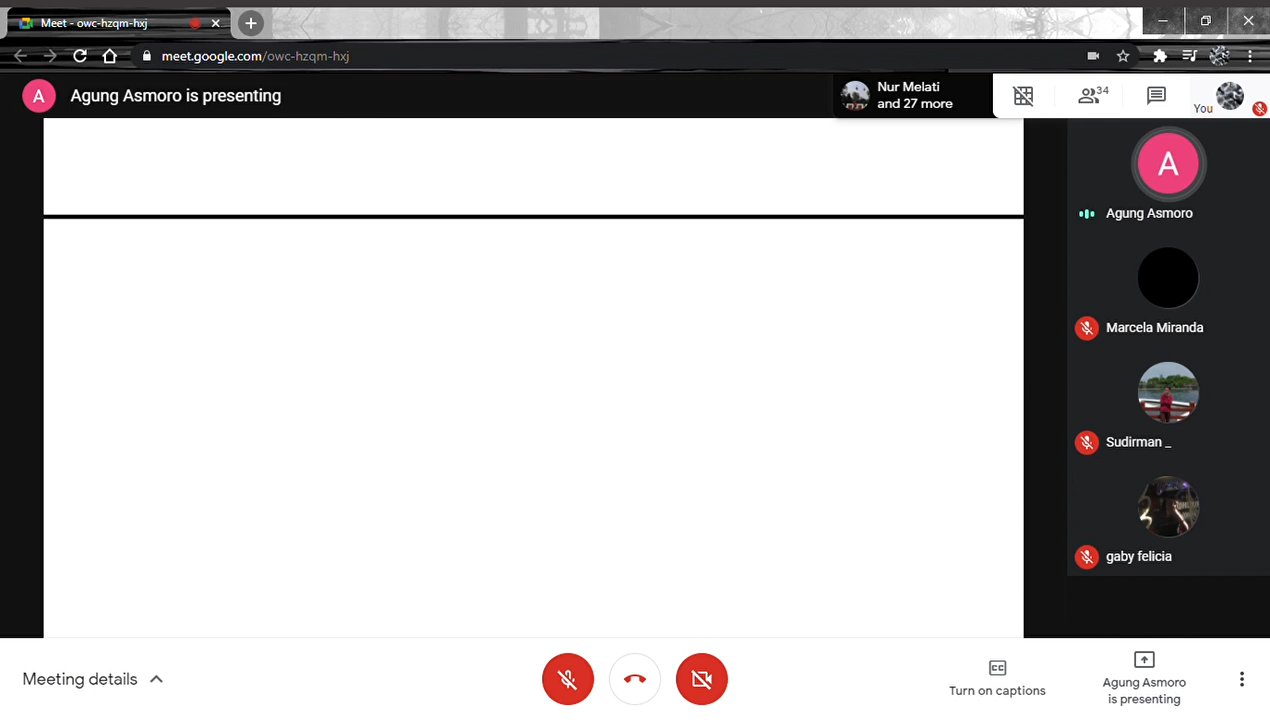 Meet - owc-hzqm-hxj
meet.google.com/owc-hzqm-hxj
A
Agung Asmoro is presenting
Nur Melati
and 27 more
34
You
A
Agung Asmoro
Marcela Miranda
Sudirman _
gaby felicia
Meeting details
CC
Turn on captions
Agung Asmoro
is presenting